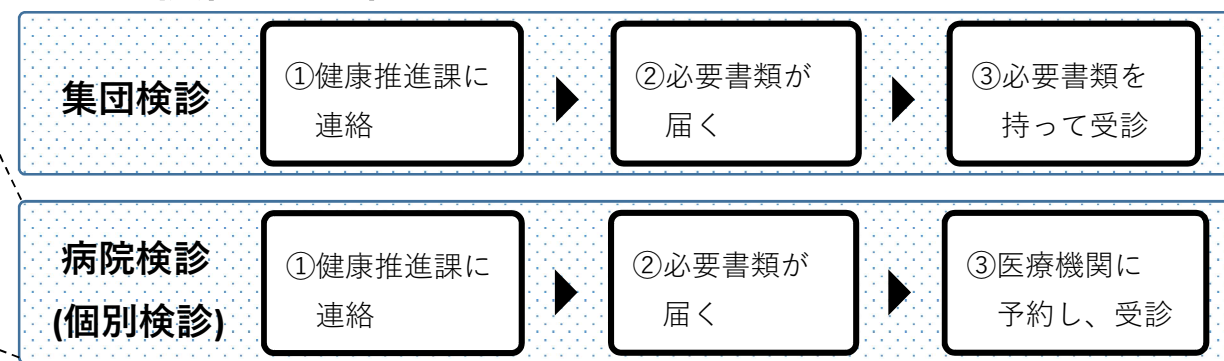 集団検診
①健康推進課に
連絡
②必要書類が
届く
③必要書類を
持って受診
病院検診
(個別検診)
①健康推進課に
連絡
②必要書類が
届く
③医療機関に
予約し、受診